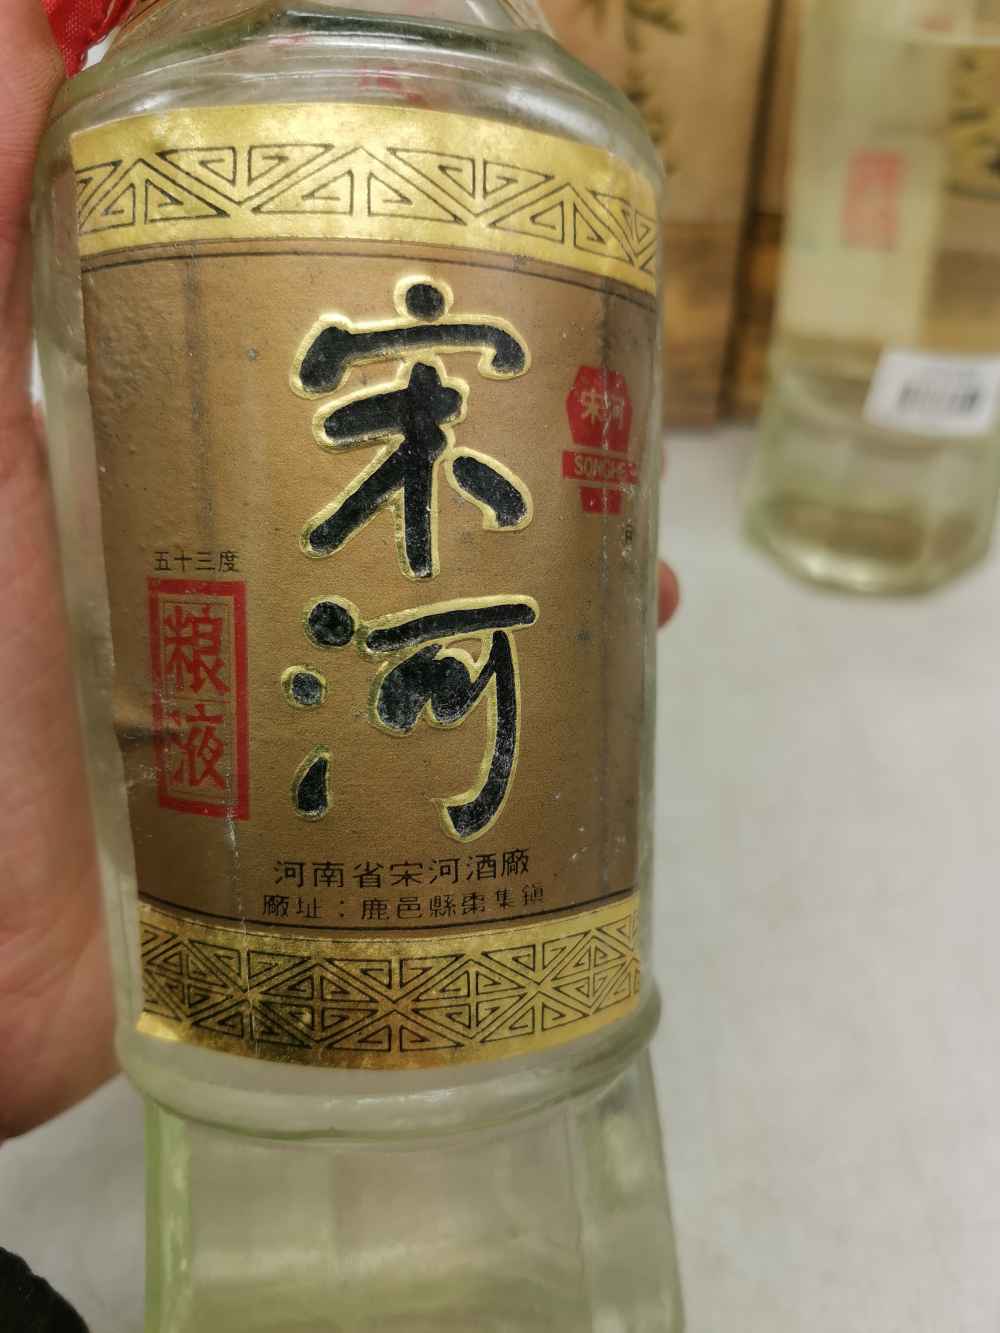 宋河
宋河
SONGHE
五十三度
粮液
河南省宋河酒廠
廠址：鹿邑縣棗集鎮